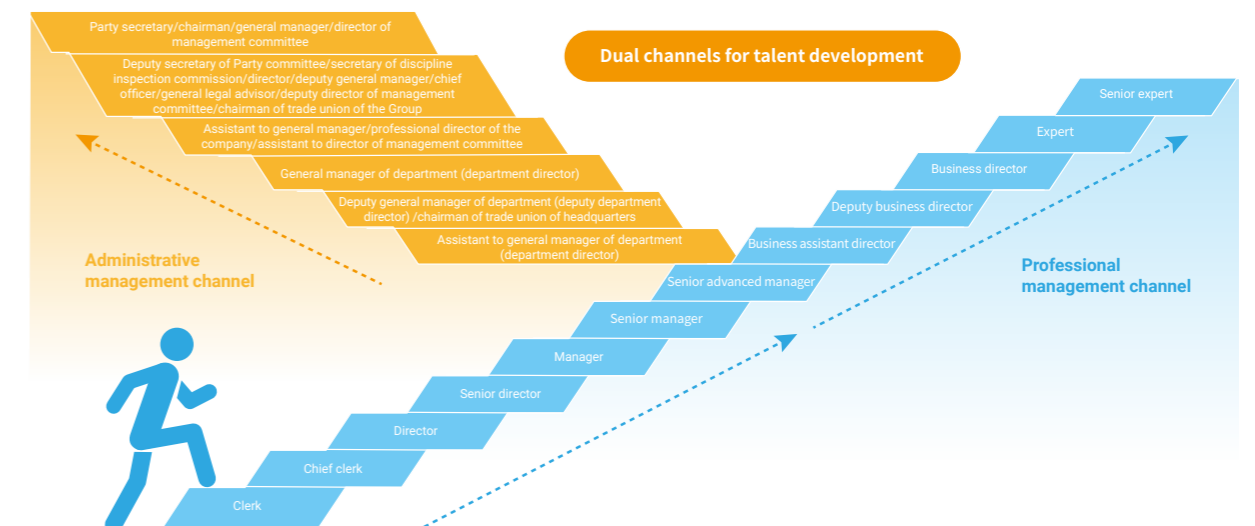 Party secretary/chairman/general manager/director of
management committee
Deputy secretary of Party committee/secretary of discipline
inspection commission/director/deputy general manager/chief
officer/general legal advisor/deputy director of management
committee/chairman of trade union of the Group
Assistant to general manager/professional director of the
company/assistant to director of management committee
General manager of department (department director)
Deputy general manager of department (deputy department
director) /chairman of trade union of headquarters
Assistant to general manager of department
(department director)
Administrative
management channel
Dual channels for talent development
Senior expert
Expert
Business director
Deputy business director
Business assistant director
Senior advanced manager
Senior manager
Manager
Senior director
Director
Chief clerk
Clerk
Professional
management channel